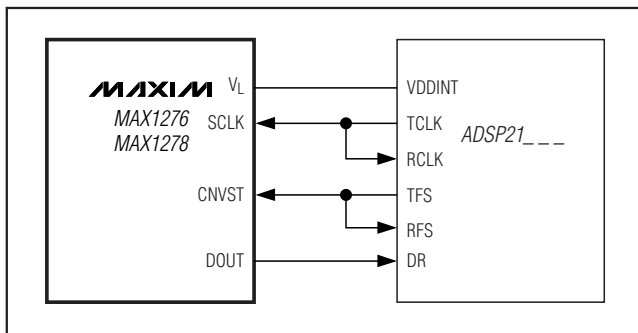 MAXIM
MAX1276
MAX1278
VL
SCLK
CNVST
DOUT
VDDINT
TCLK
RCLK
TFS
RFS
DR
ADSP21_ _ _